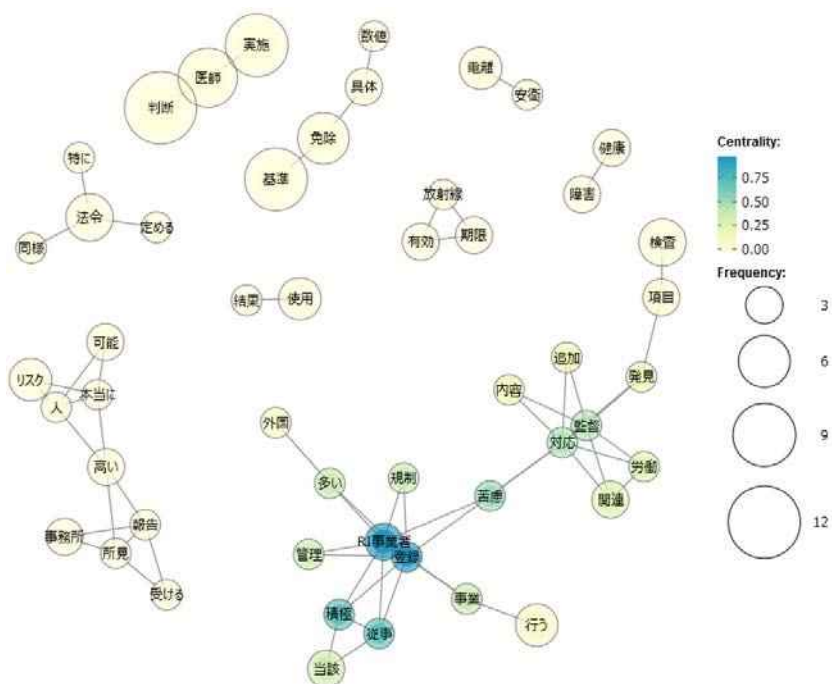 実施
医師
判断
数値
具体
免除
基準
電離
安衛
健康
障害
特に
法令
定める
同様
放射線
有効
期限
結果
使用
検査
項目
可能
リスク
本当に
人
高い
報告
事務所
所見
受ける
追加
発見
内容
監督
対応
労働
関連
外国
多い
規制
苦慮
RI事業者
登録
管理
事業
積極
従事
行う
当該
Centrality:
0.75
0.50
0.25
0.00
Frequency:
3
6
9
12